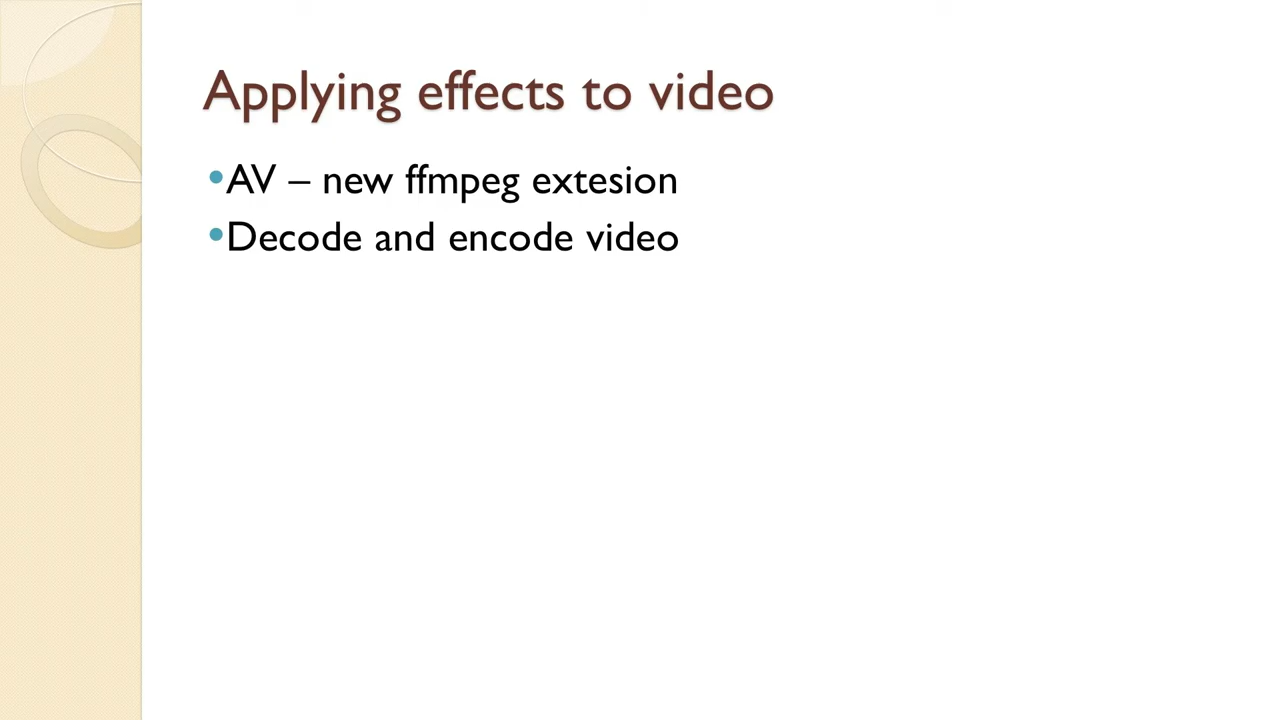 Applying effects to video
•AV – new ffmpeg extesion
•Decode and encode video